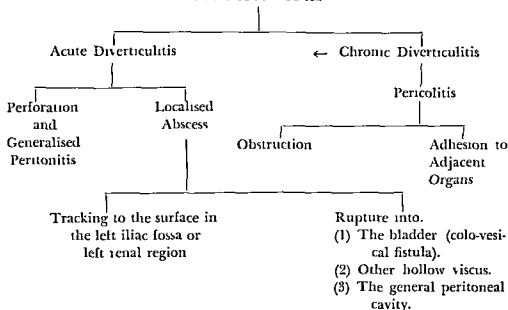 Acute Diverticulitis ← Chronic Diverticulitis
Pericolitis
Perforation
and
Generalised
Peritonitis
Localised
Abscess
Obstruction
Adhesion to
Adjacent
Organs
Tracking to the surface in
the left iliac fossa or
left renal region
Rupture into.
(1) The bladder (colo-vesi-
cal fistula).
(2) Other hollow viscus.
(3) The general peritoneal
cavity.